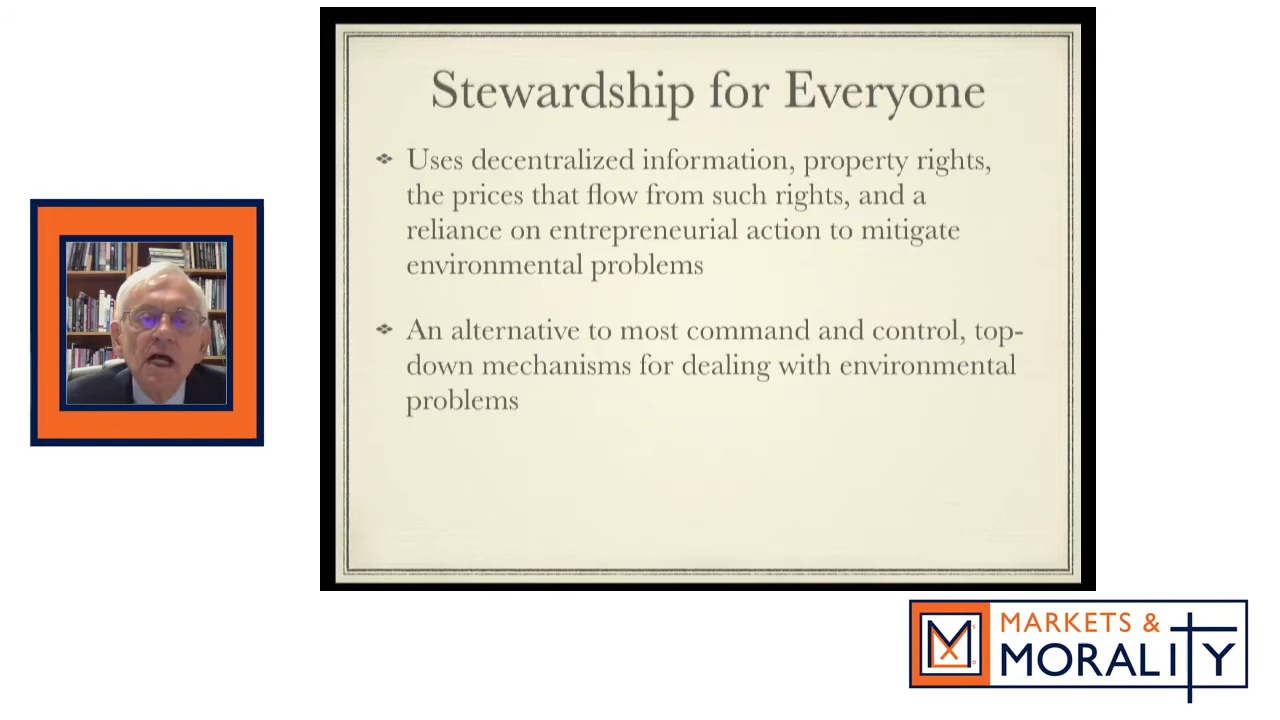 Stewardship for Everyone
Uses decentralized information, property rights,
the prices that flow from such rights, and a
reliance on entrepreneurial action to mitigate
environmental problems
An alternative to most command and control, top-
down mechanisms for dealing with environmental
problems
MARKETS &
MORALITY